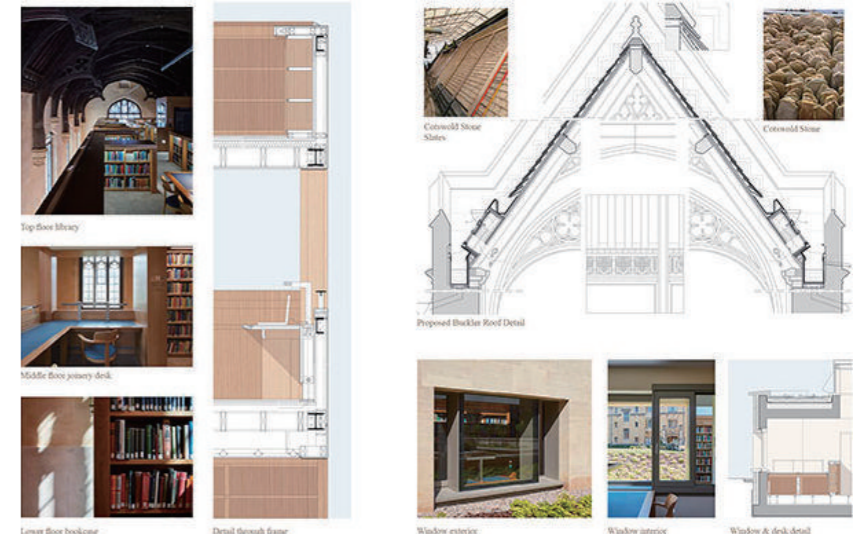 Top floor library
Middle floor joinery desk
Lower floor bookcase
Detail through frame
Cotswold Stone
Slates
Cotswold Stone
Proposed Buckler Roof Detail
Window exterior
Window interior
Window & desk detail